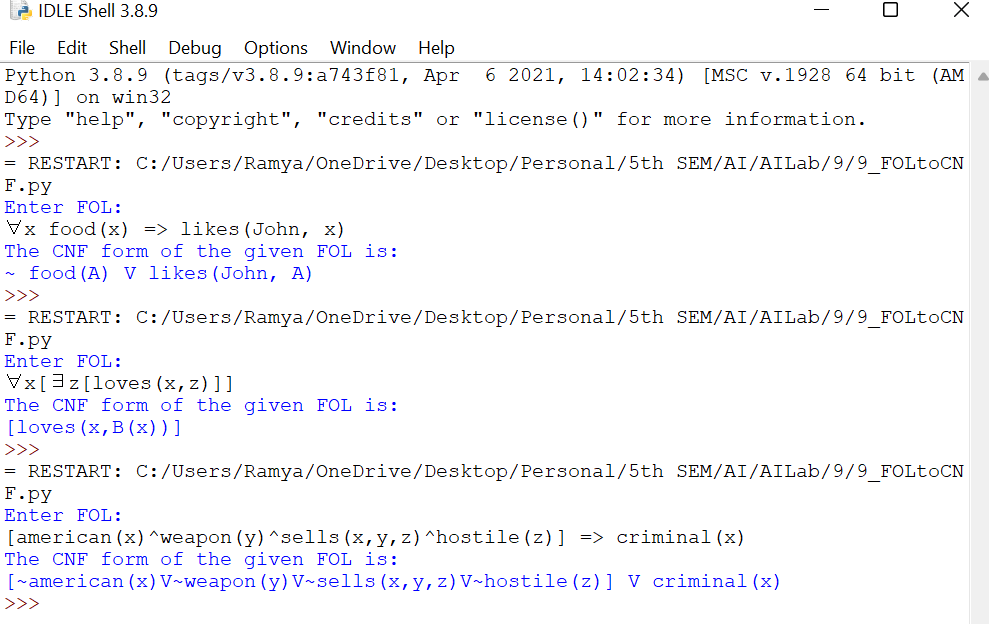 IDLE Shell 3.8.9
File Edit Shell Debug Options Window Help
Python 3.8.9 (tags/v3.8.9:a743f81, Apr  6 2021, 14:02:34) [MSC v.1928 64 bit (AM
D64)] on win32
Type "help", "copyright", "credits" or "license()" for more information.
>>>
= RESTART: C:/Users/Ramya/OneDrive/Desktop/Personal/5th SEM/AI/AILab/9/9_FOLtoCN
F.py
Enter FOL:
∀x food(x) => likes(John, x)
The CNF form of the given FOL is:
~ food(A) V likes(John, A)
>>>
= RESTART: C:/Users/Ramya/OneDrive/Desktop/Personal/5th SEM/AI/AILab/9/9_FOLtoCN
F.py
Enter FOL:
∀x[∃z[loves(x,z)]]
The CNF form of the given FOL is:
[loves(x,B(x))]
>>>
= RESTART: C:/Users/Ramya/OneDrive/Desktop/Personal/5th SEM/AI/AILab/9/9_FOLtoCN
F.py
Enter FOL:
[american(x)^weapon(y)^sells(x,y,z)^hostile(z)] => criminal(x)
The CNF form of the given FOL is:
[~american(x)V~weapon(y)V~sells(x,y,z)V~hostile(z)] V criminal(x)
>>>